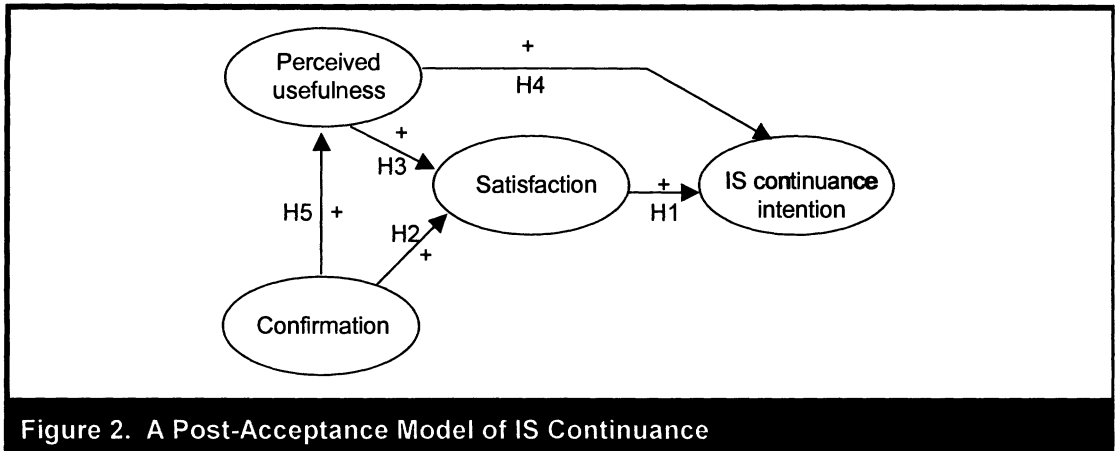 Perceived
usefulness
+
H4
+
H3
Satisfaction
+
H1
IS continuance
intention
H5 +
H2
+
Confirmation
Figure 2. A Post-Acceptance Model of IS Continuance